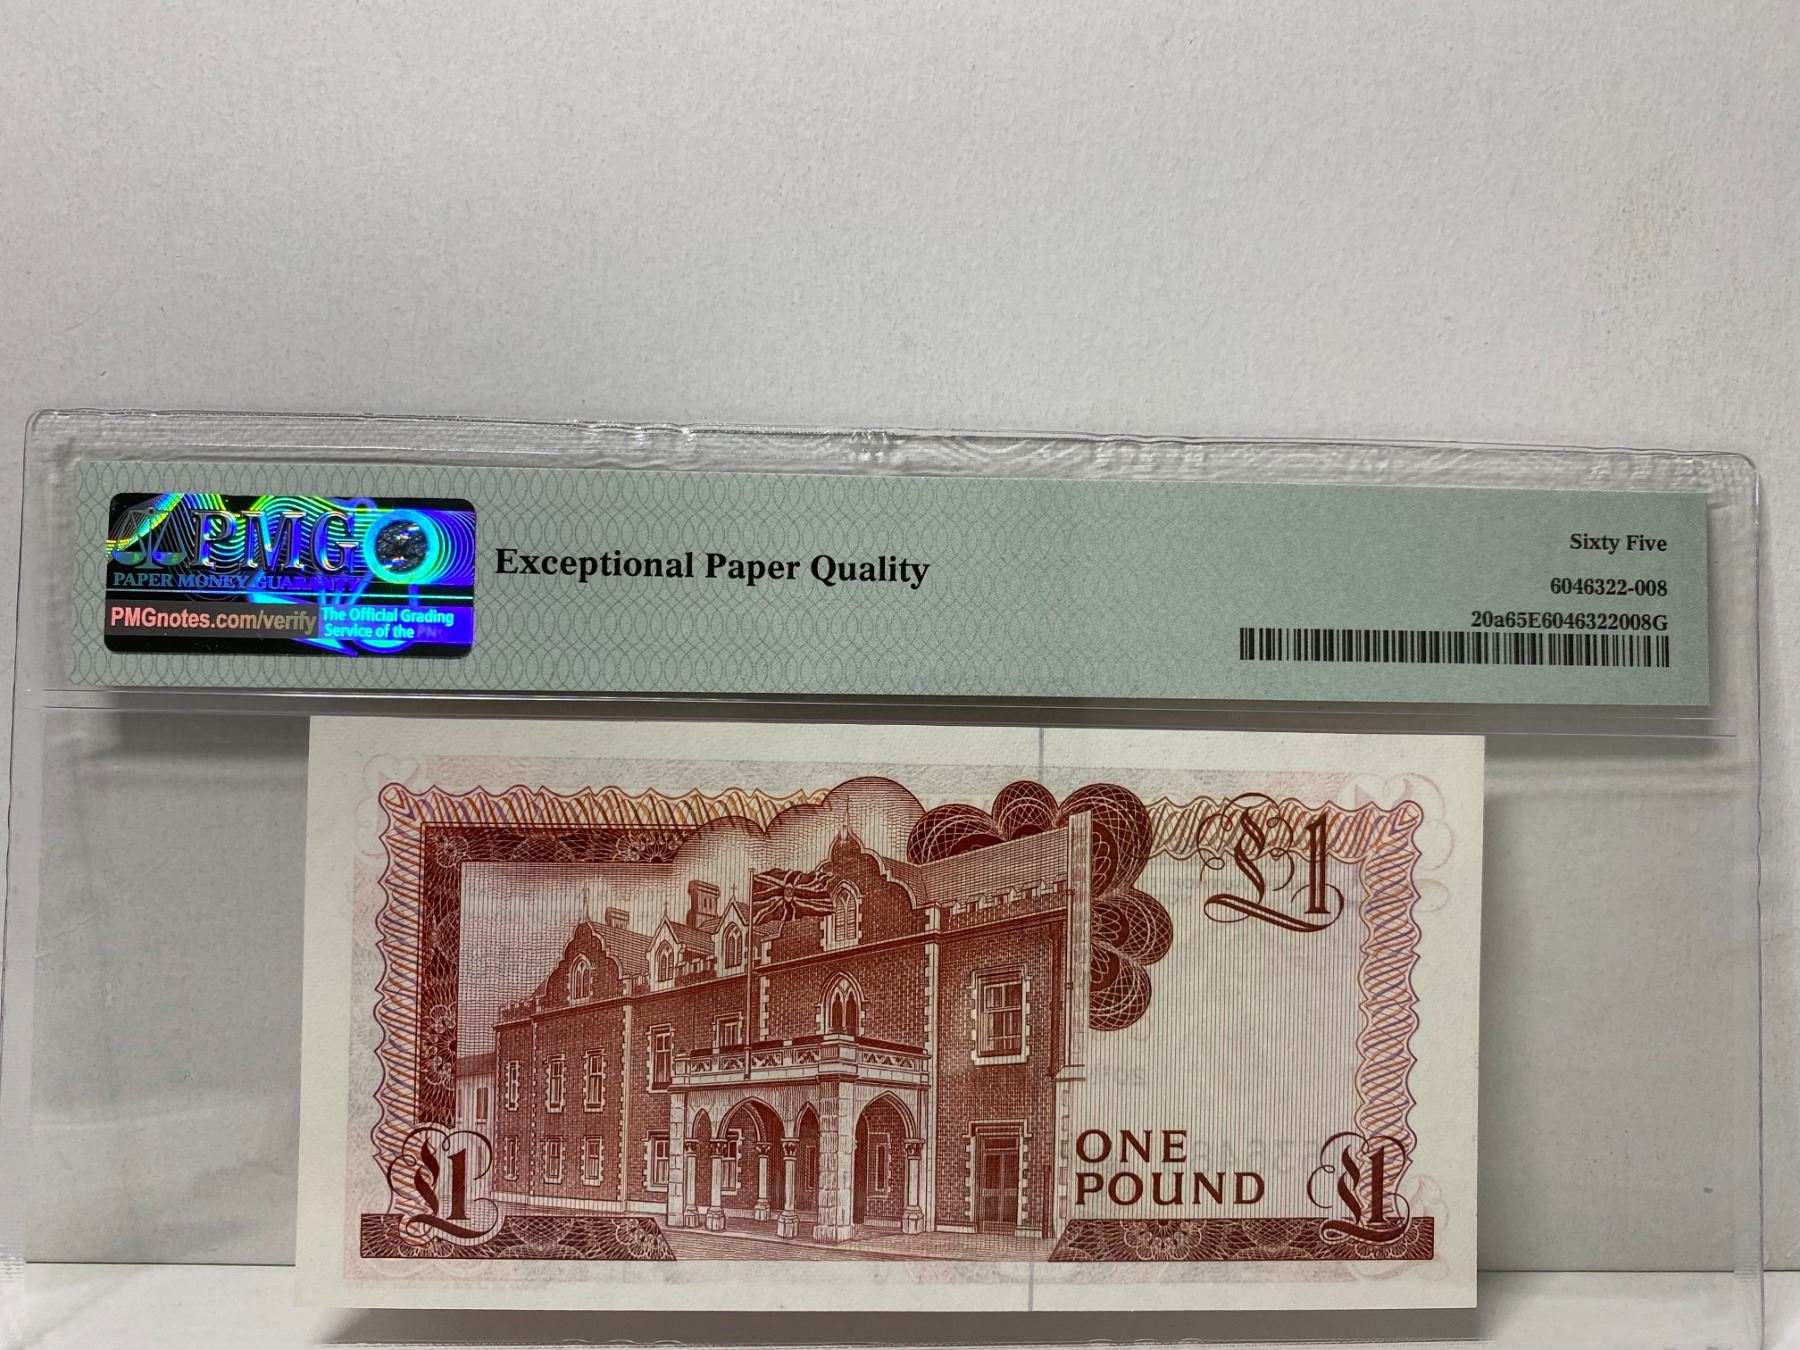 PMG
PAPER MONEY GUARANTY
PMGnotes.com/verify
The Official Grading
Service of the PN
Exceptional Paper Quality
Sixty Five
6046322-008
20a65E6046322008G
£1
ONE
POUND
£1
£1